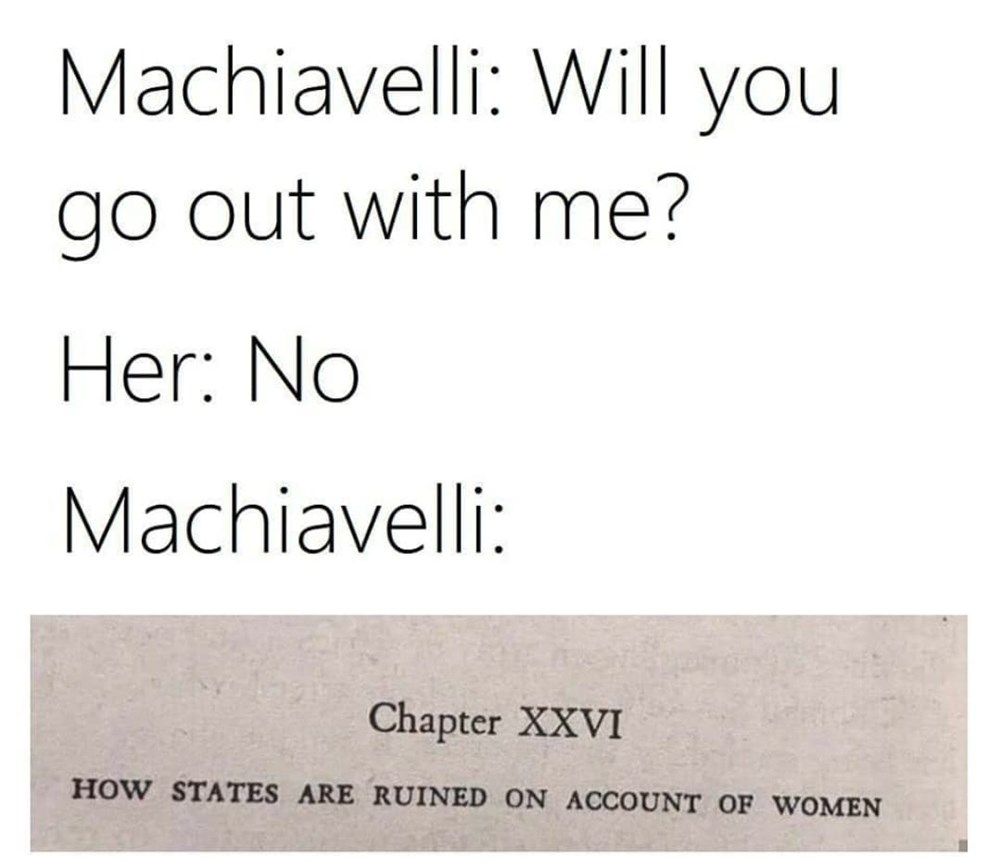 Machiavelli: Will you
go out with me?
Her: No
Machiavelli:
Chapter XXVI
HOW STATES ARE RUINED ON ACCOUNT OF WOMEN